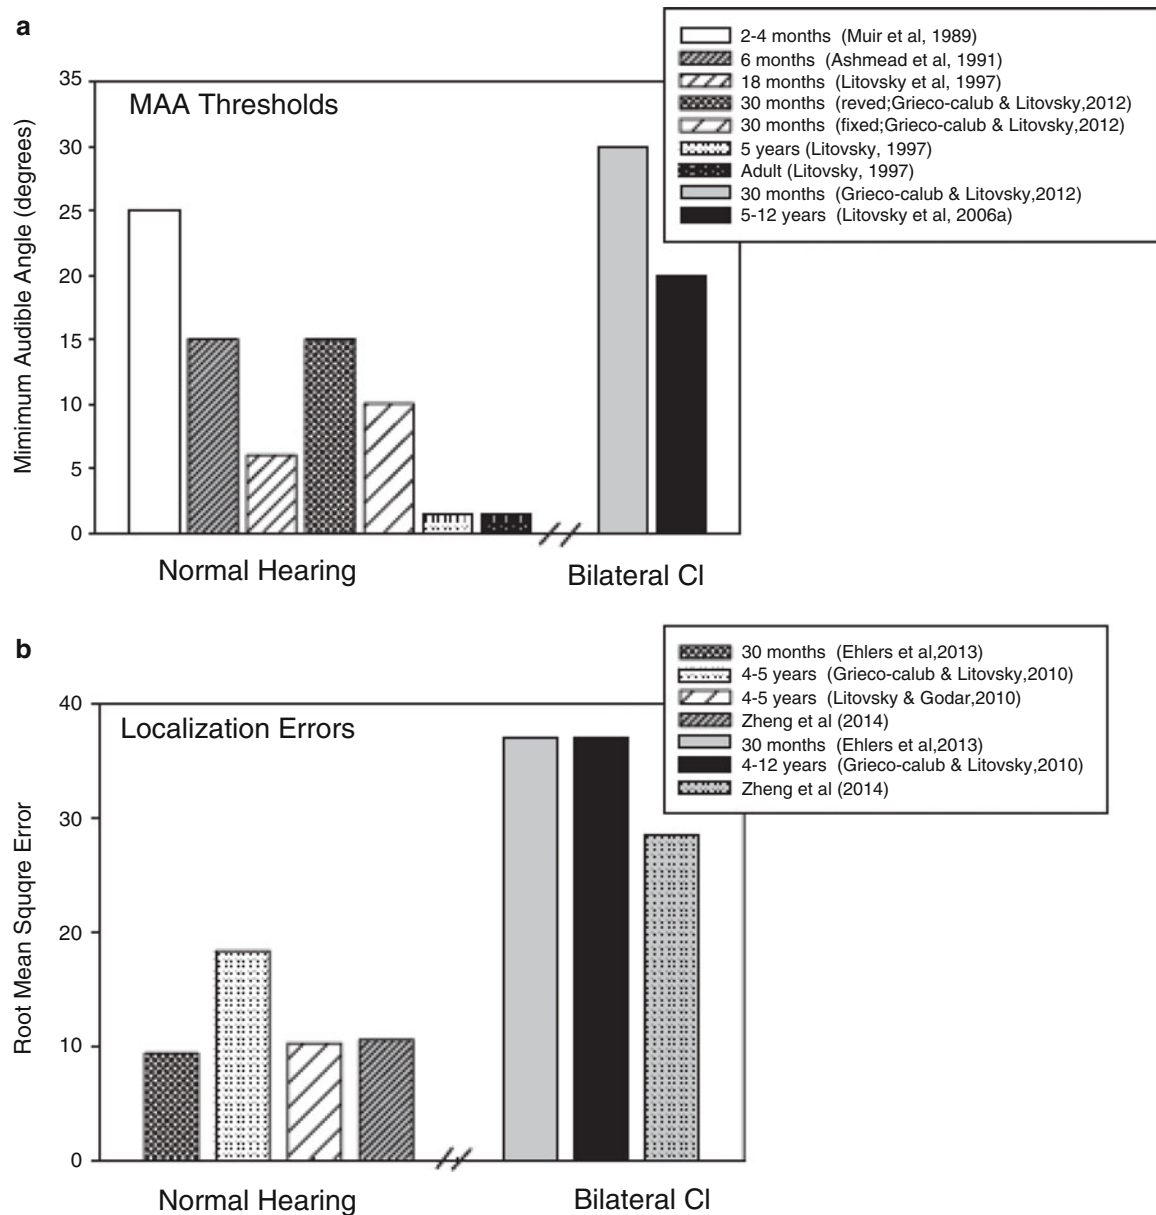 a
2-4 months (Muir et al, 1989)
6 months (Ashmead et al, 1991)
18 months (Litovsky et al, 1997)
30 months (reved;Grieco-calub & Litovsky,2012)
30 months (fixed;Grieco-calub & Litovsky,2012)
5 years (Litovsky, 1997)
Adult (Litovsky, 1997)
30 months (Grieco-calub & Litovsky,2012)
5-12 years (Litovsky et al, 2006a)
MAA Thresholds
Mimimum Audible Angle (degrees)
35
30
25
20
15
10
5
0
Normal Hearing
Bilateral Cl
b
30 months (Ehlers et al,2013)
4-5 years (Grieco-calub & Litovsky,2010)
4-5 years (Litovsky & Godar,2010)
Zheng et al (2014)
30 months (Ehlers et al,2013)
4-12 years (Grieco-calub & Litovsky,2010)
Zheng et al (2014)
Localization Errors
Root Mean Squqre Error
40
30
20
10
0
Normal Hearing
Bilateral Cl